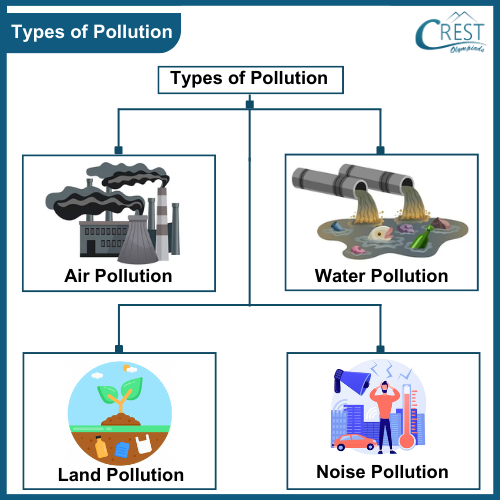 Types of Pollution
CREST
Olympiads
Types of Pollution
Air Pollution
Water Pollution
Land Pollution
Noise Pollution